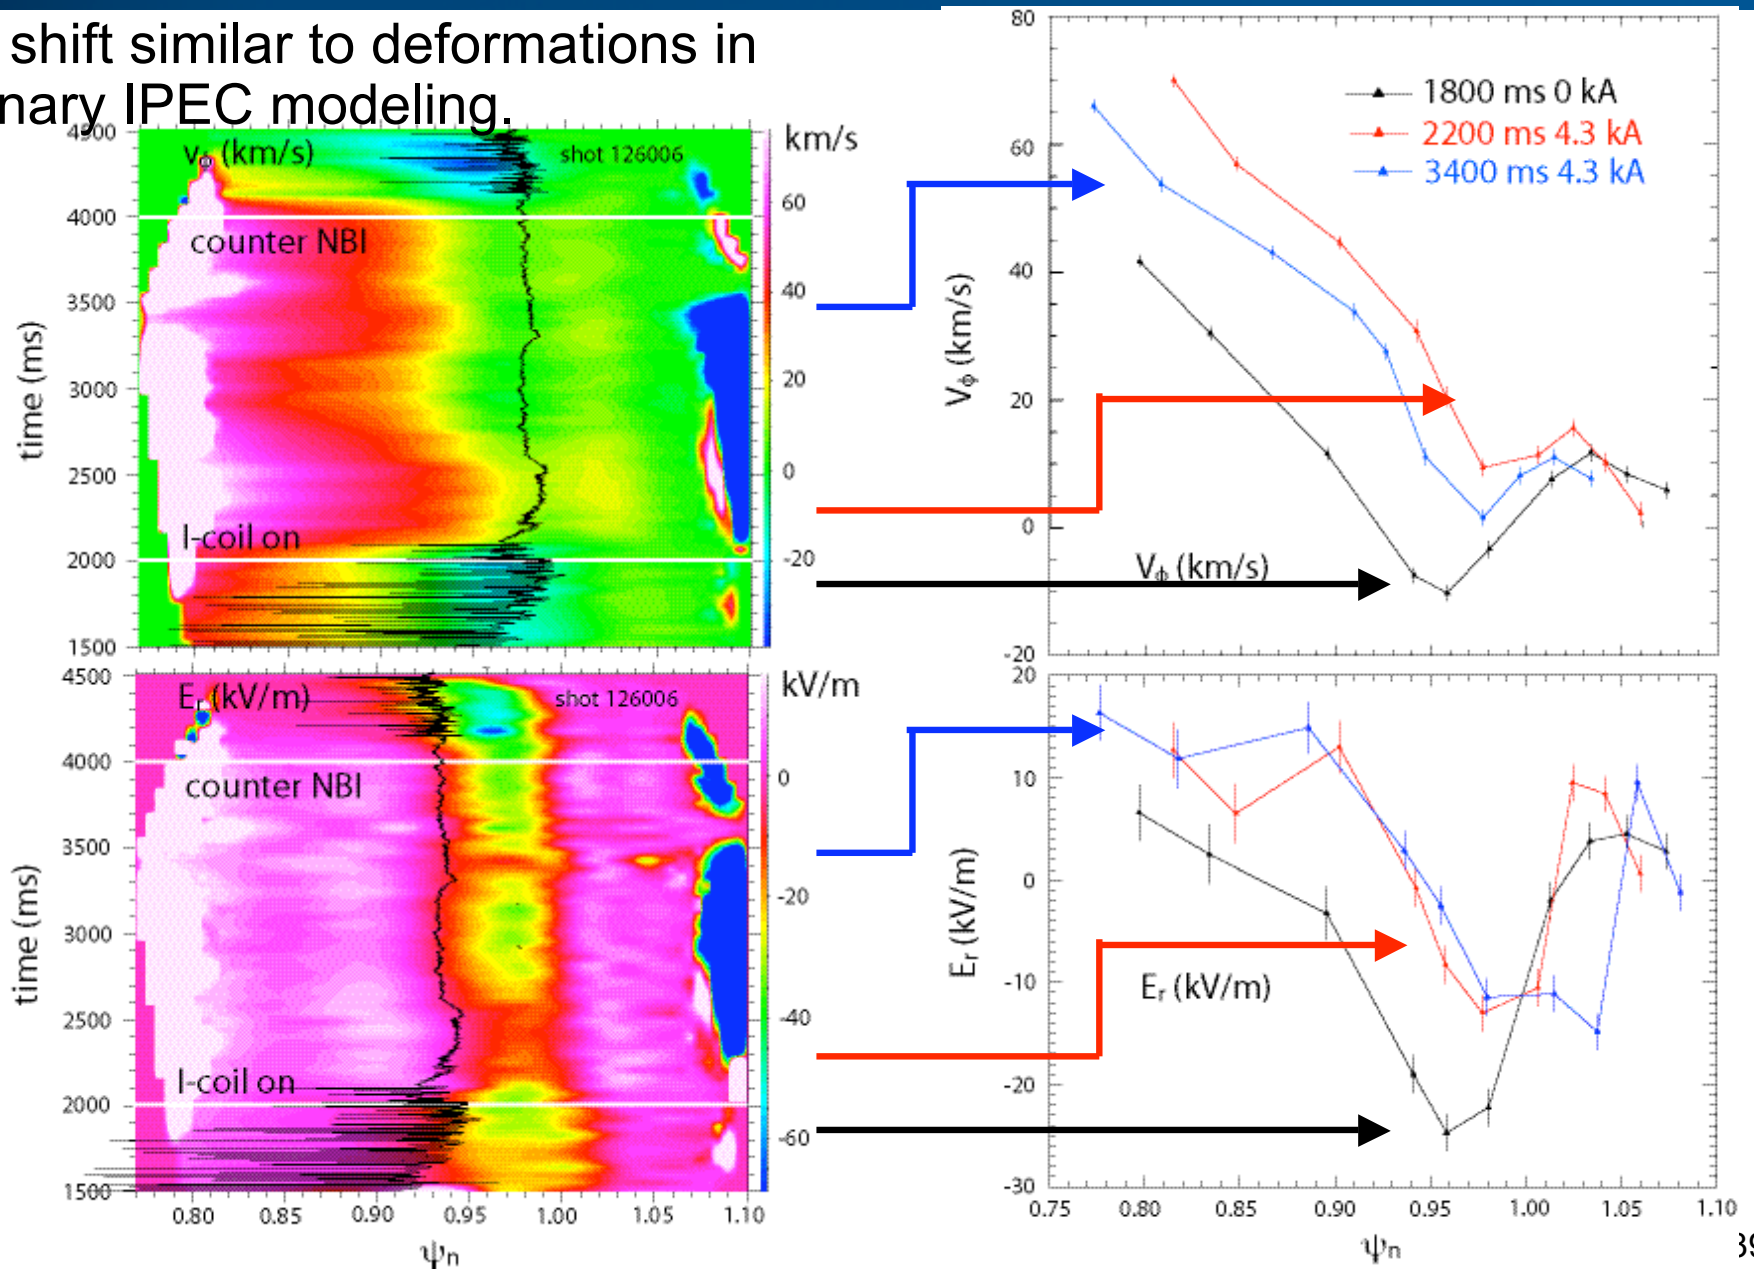 shift similar to deformations in
nary IPEC modeling.
km/s
vɸ (km/s)
shot 126006
4500
4000
3500
3000
2500
2000
1500
time (ms)
counter NBI
I-coil on
60
40
20
0
-20
80
60
40
20
0
-20
Vɸ (km/s)
1800 ms 0 kA
2200 ms 4.3 kA
3400 ms 4.3 kA
Vɸ (km/s)
kV/m
Er (kV/m)
shot 126006
4500
4000
3500
3000
2500
2000
1500
time (ms)
counter NBI
I-coil on
0
-20
-40
-60
0.80 0.85 0.90 0.95 1.00 1.05 1.10
ψn
20
10
0
-10
-20
-30
Er (kV/m)
Er (kV/m)
0.75 0.80 0.85 0.90 0.95 1.00 1.05 1.10
ψn
39